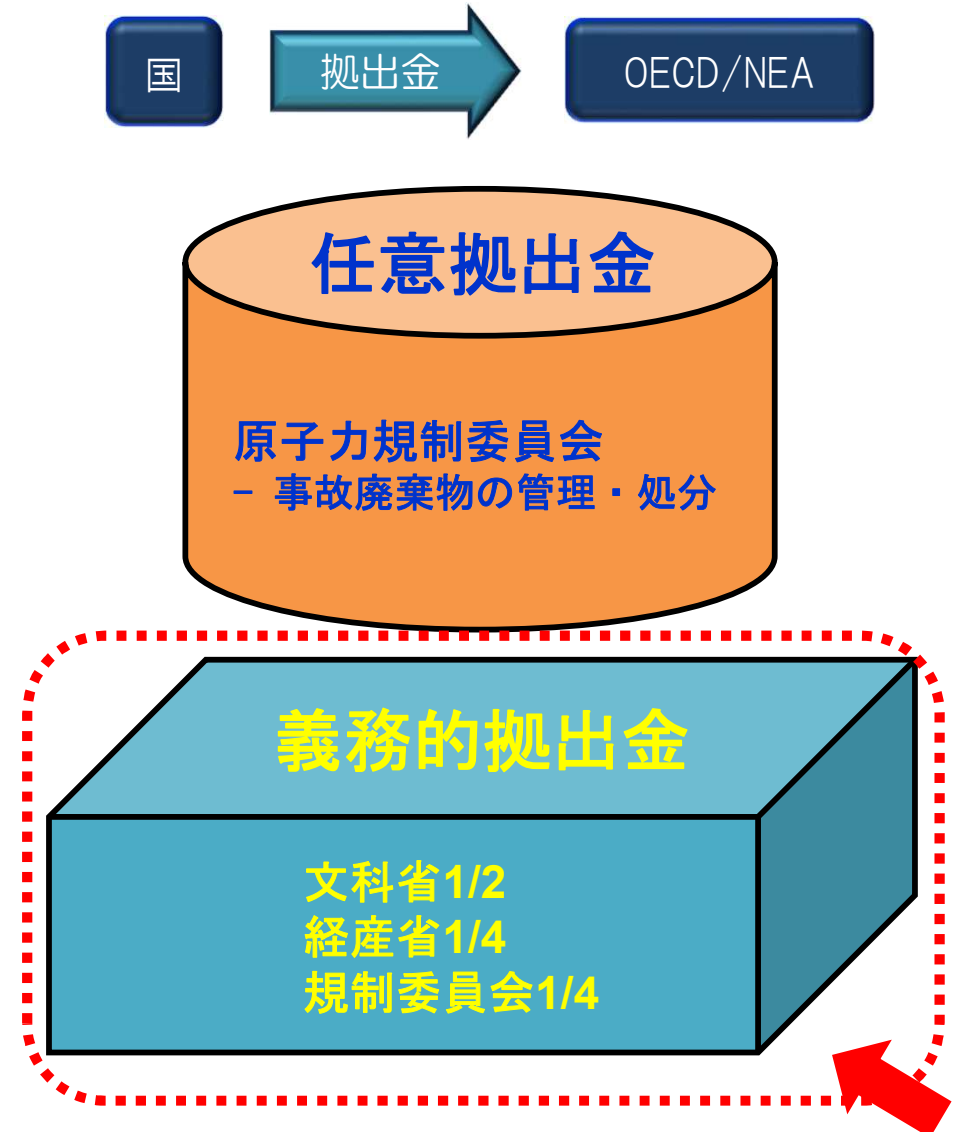 国
拠出金
OECD/NEA
任意拠出金
原子力規制委員会
- 事故廃棄物の管理・処分
義務的拠出金
文科省1/2
経産省1/4
規制委員会1/4